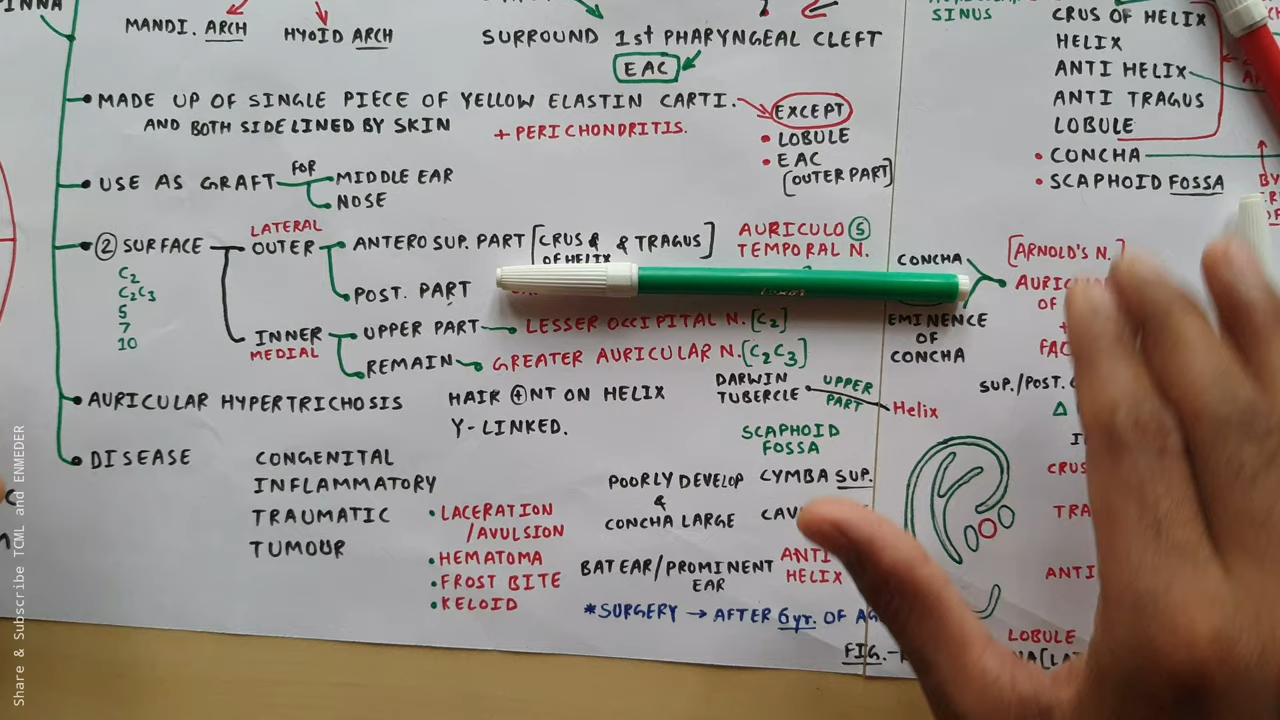 MANDI. ARCH
HYOID ARCH
SURROUND 1st PHARYNGEAL CLEFT
EAC
MADE UP OF SINGLE PIECE OF YELLOW ELASTIN CARTI.
AND BOTH SIDE LINED BY SKIN
+ PERICHONDRITIS.
EXCEPT
• LOBULE
• EAC
[OUTER PART]
USE AS GRAFT FOR MIDDLE EAR
NOSE
② SURFACE
C2
C2C3
5
7
10
LATERAL
OUTER
ANTERO SUP. PART [CRUS & & TRAGUS]
OF HELIX
AURICULO ⑤
TEMPORAL N.
POST. PART
INNER
MEDIAL
UPPER PART LESSER OCCIPITAL N. [C2]
REMAIN GREATER AURICULAR N. [C2C3]
AURICULAR HYPERTRICHOSIS
HAIR ⊕NT ON HELIX
Y-LINKED.
DARWIN
TUBERCLE
UPPER
PART
Helix
DISEASE
CONGENITAL
INFLAMMATORY
TRAUMATIC
TUMOUR
• LACERATION
/AVULSION
• HEMATOMA
• FROST BITE
• KELOID
SCAPHOID
FOSSA
POORLY DEVELOP
&
CONCHA LARGE
CYMBA SUP.
BAT EAR/PROMINENT
EAR
ANTI
HELIX
*SURGERY → AFTER 6yr. OF
FIG.
SINUS
CRUS OF HELIX
HELIX
ANTI HELIX
ANTI TRAGUS
LOBULE
• CONCHA
• SCAPHOID FOSSA
BY
CONCHA
EMINENCE
OF
CONCHA
[ARNOLD'S N.]
OF
+
SUP./POST.
Δ
ANTI
LOBULE
Share & Subscribe TCML and ENMEDER